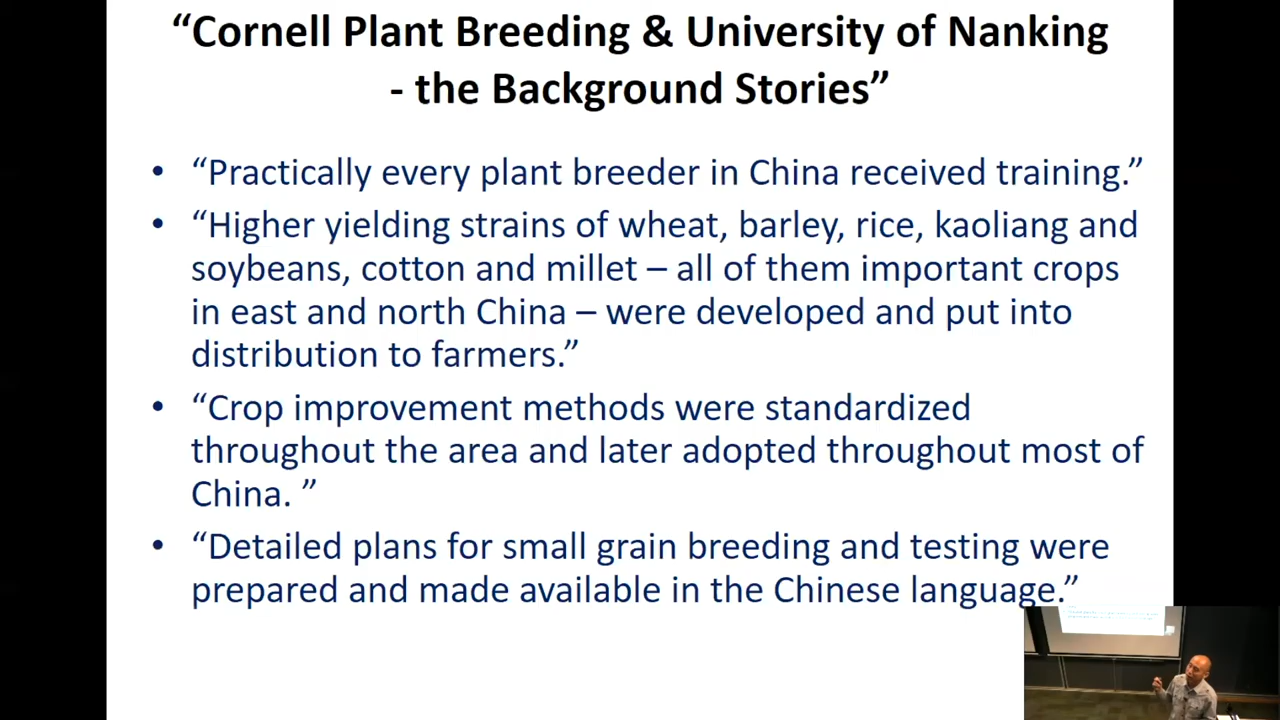 “Cornell Plant Breeding & University of Nanking
- the Background Stories”
• “Practically every plant breeder in China received training.”
• “Higher yielding strains of wheat, barley, rice, kaoliang and
soybeans, cotton and millet – all of them important crops
in east and north China – were developed and put into
distribution to farmers.”
• “Crop improvement methods were standardized
throughout the area and later adopted throughout most of
China. ”
• “Detailed plans for small grain breeding and testing were
prepared and made available in the Chinese language.”